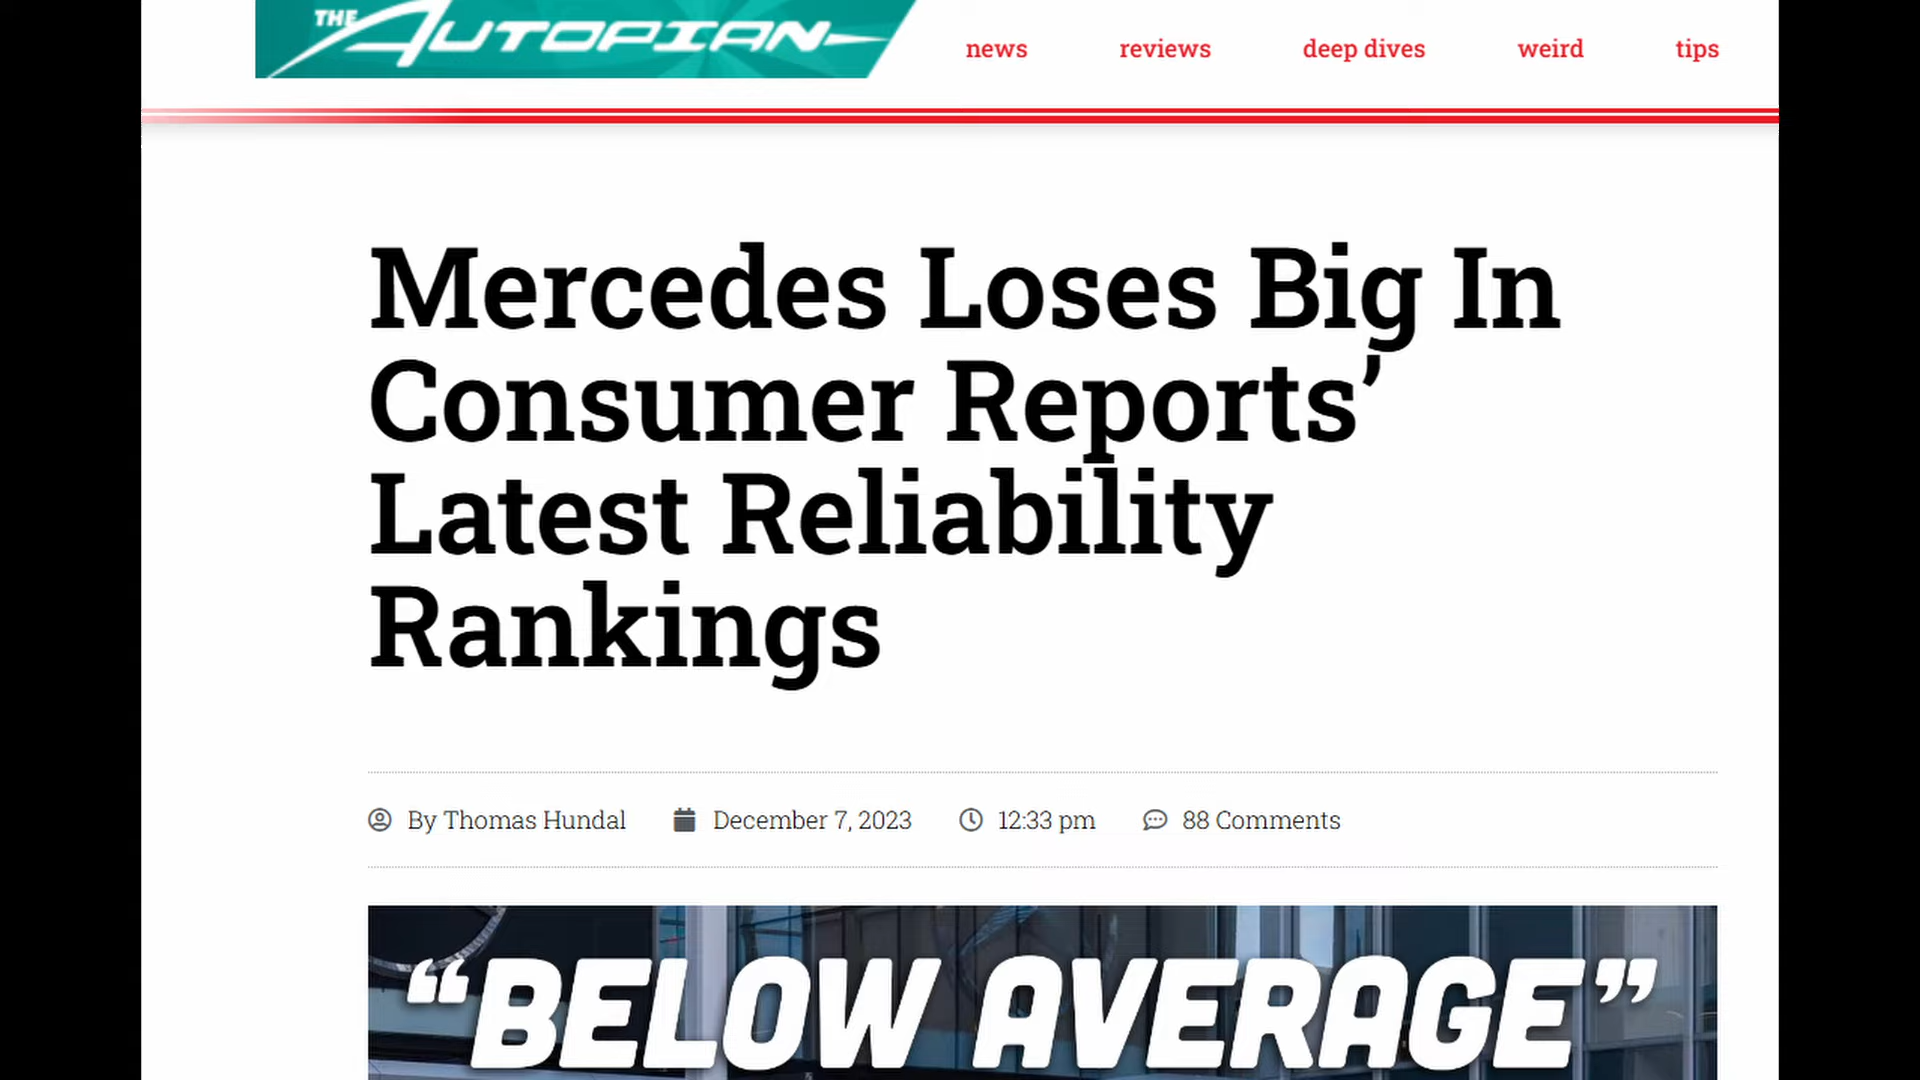 THE AUTOPIAN
news reviews deep dives weird tips
Mercedes Loses Big In
Consumer Reports’
Latest Reliability
Rankings
By Thomas Hundal December 7, 2023 12:33 pm 88 Comments
“BELOW AVERAGE”